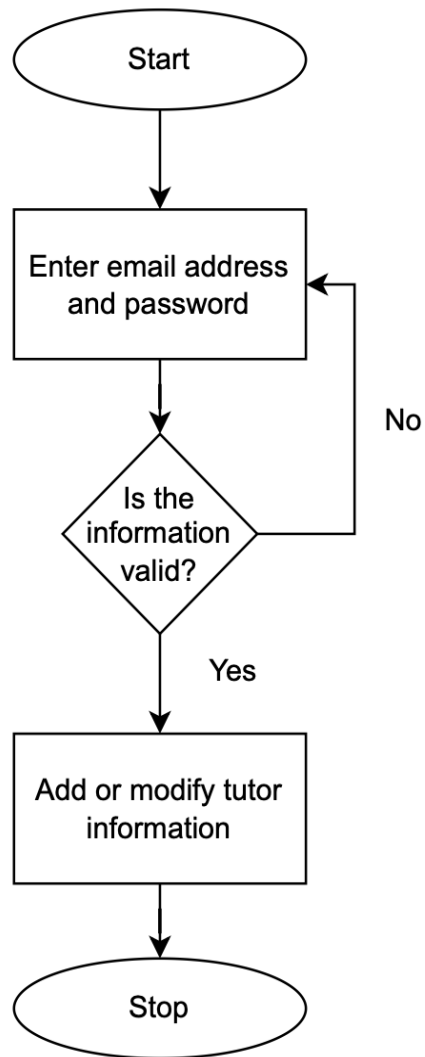 Start
Enter email address
and password
No
Is the
information
valid?
Yes
Add or modify tutor
information
Stop